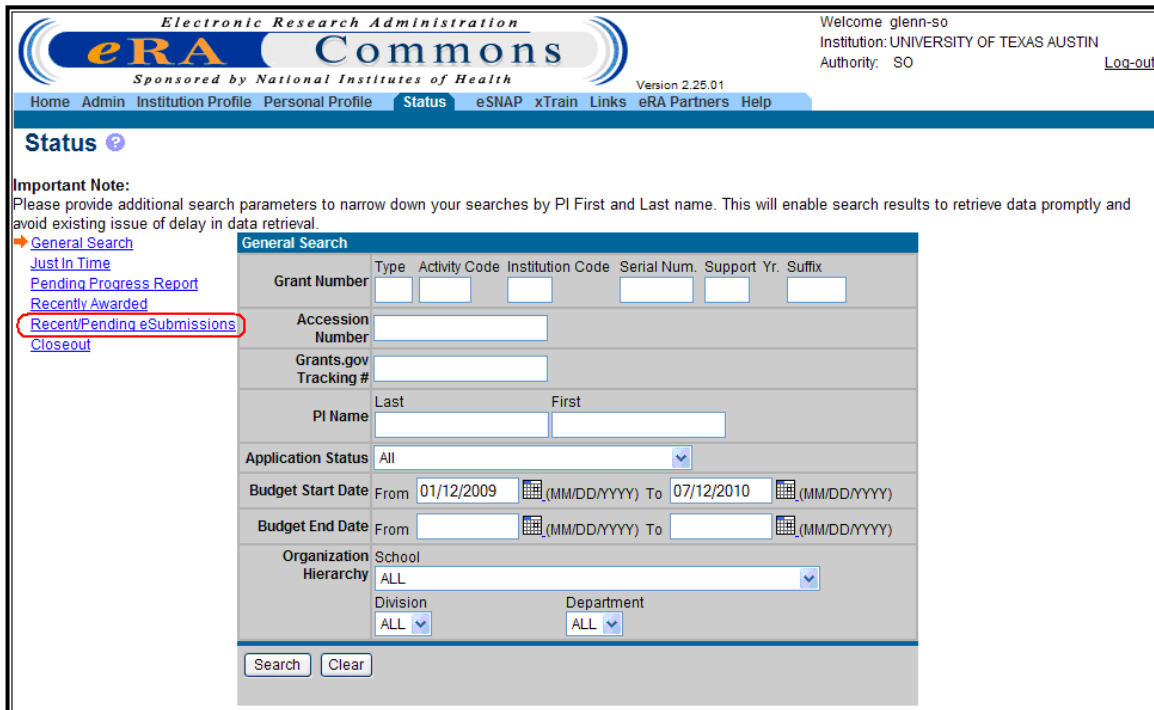 Electronic Research Administration
eRA Commons
Sponsored by National Institutes of Health
Version 2.25.01
Welcome glenn-so
Institution: UNIVERSITY OF TEXAS AUSTIN
Authority: SO
Log-out
Home Admin Institution Profile Personal Profile Status eSNAP xTrain Links eRA Partners Help
Status ?
Important Note:
Please provide additional search parameters to narrow down your searches by PI First and Last name. This will enable search results to retrieve data promptly and
avoid existing issue of delay in data retrieval.
General Search
Just In Time
Pending Progress Report
Recently Awarded
Recent/Pending eSubmissions
Closeout
General Search
Type Activity Code Institution Code Serial Num. Support Yr. Suffix
Grant Number
Accession
Number
Grants.gov
Tracking #
Last First
PI Name
Application Status All
Budget Start Date From 01/12/2009 (MM/DD/YYYY) To 07/12/2010 (MM/DD/YYYY)
Budget End Date From (MM/DD/YYYY) To (MM/DD/YYYY)
Organization School
Hierarchy
ALL
Division Department
ALL ALL
Search Clear